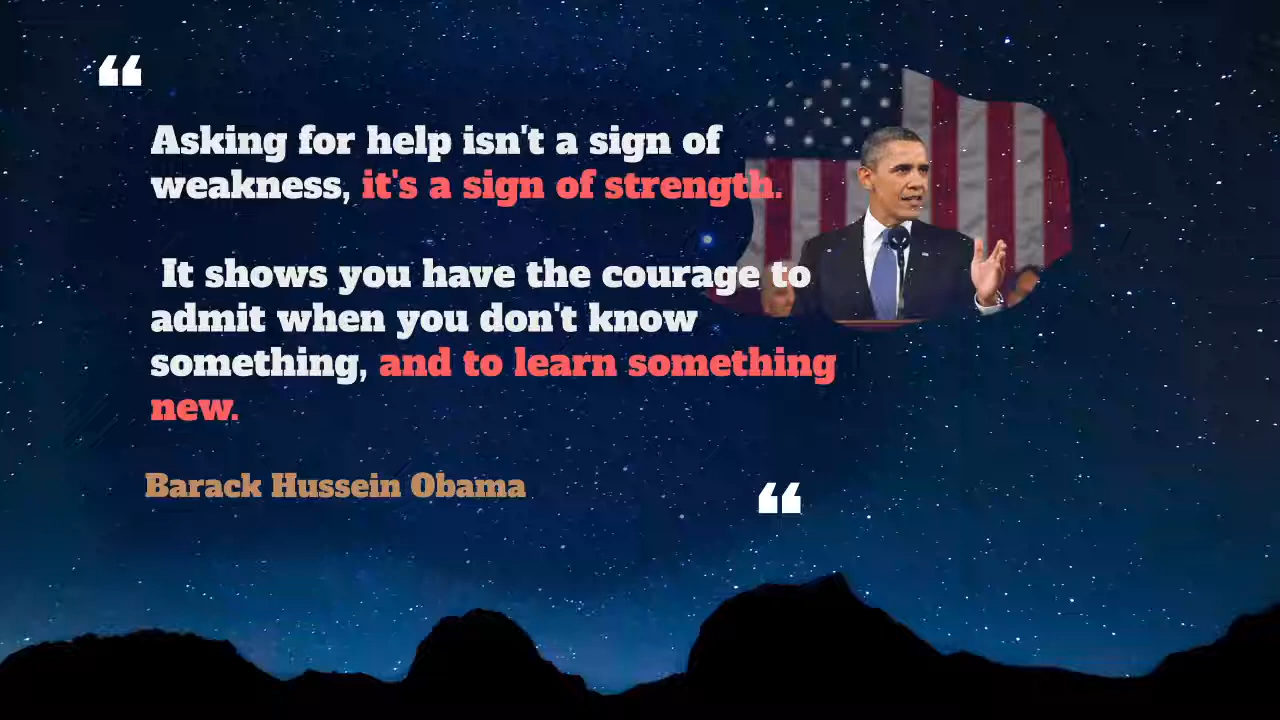 ❝
Asking for help isn't a sign of
weakness, it's a sign of strength.
It shows you have the courage to
admit when you don't know
something, and to learn something
new.
Barack Hussein Obama
❝